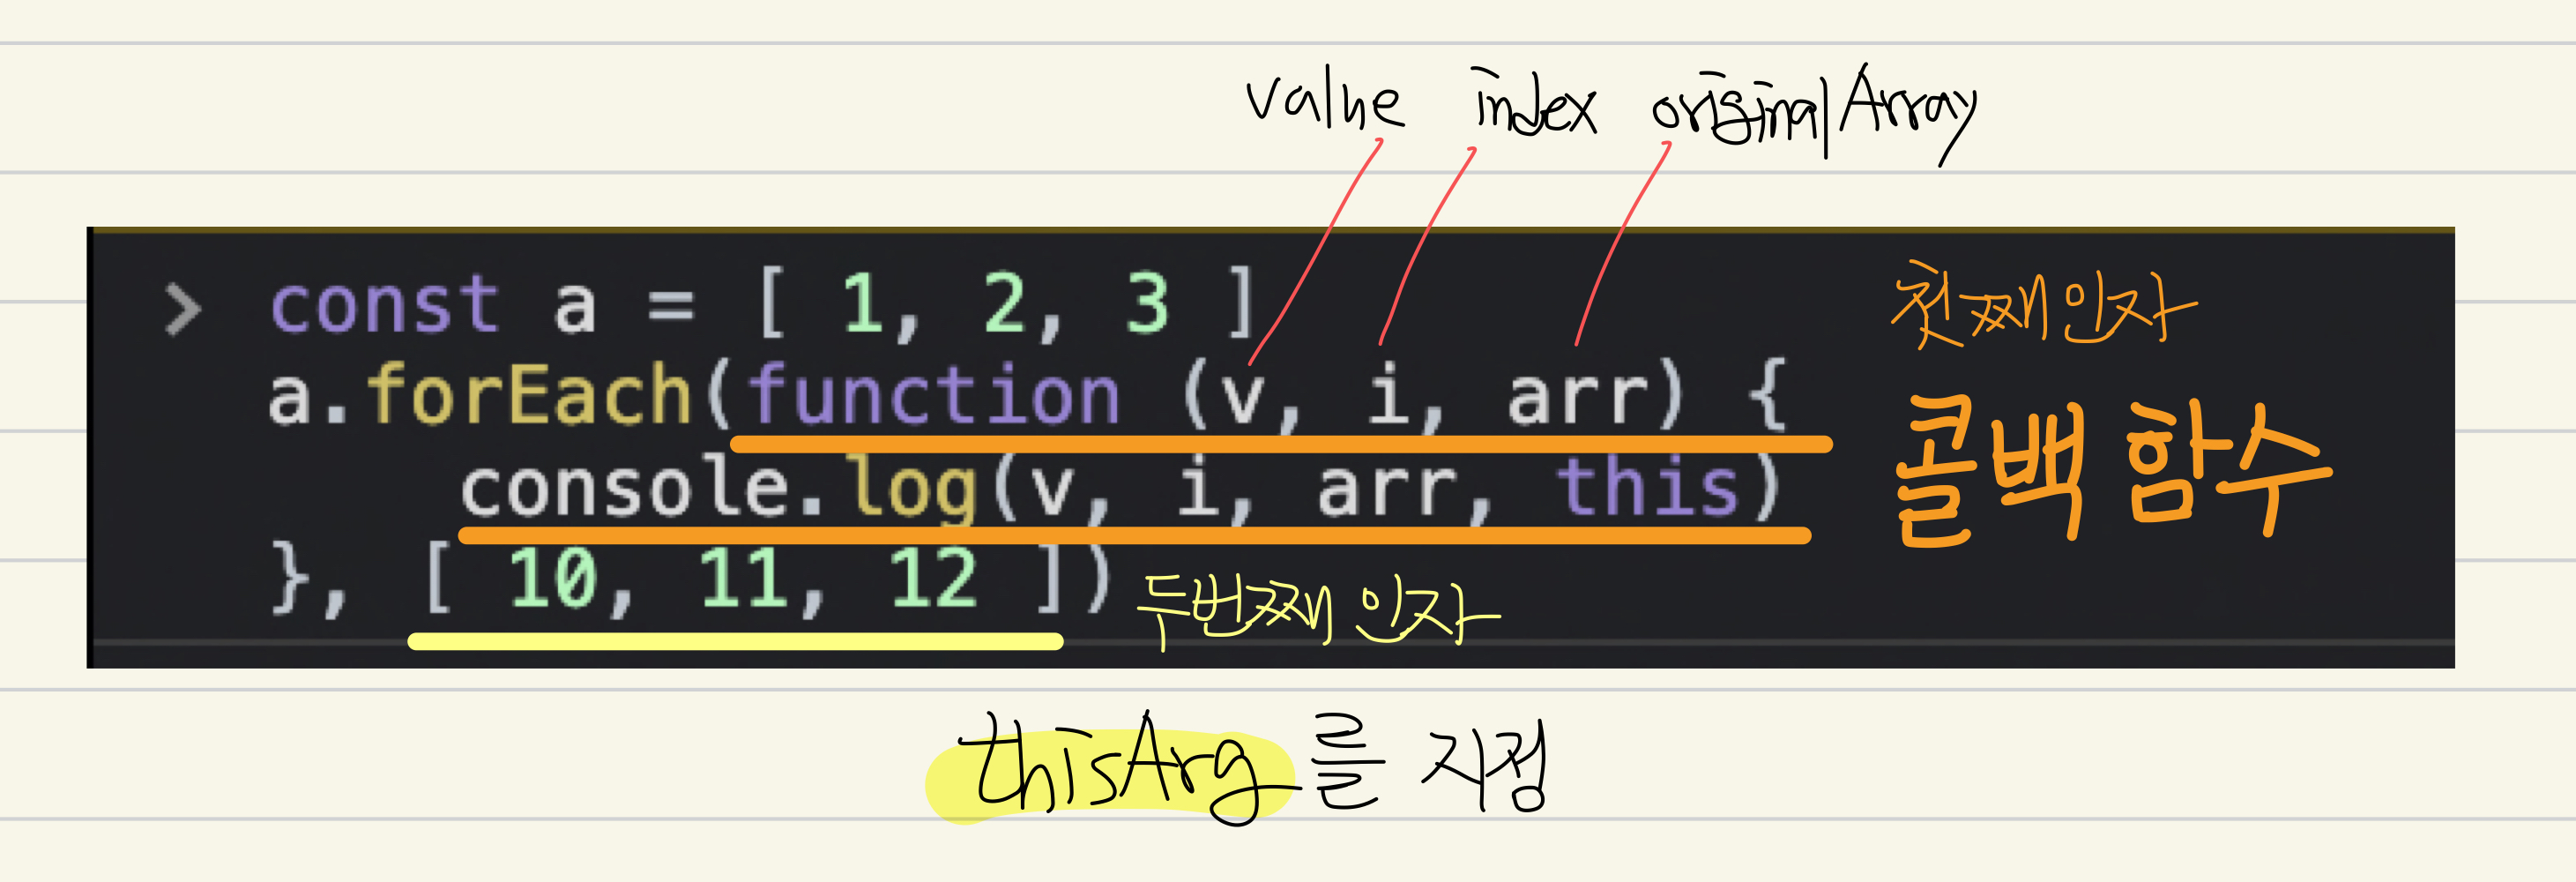 value index originalArray
> const a = [ 1, 2, 3 ]
첫째 인자
a.forEach(function (v, i, arr) {
콜백 함수
console.log(v, i, arr, this)
}, [ 10, 11, 12 ])
두번째 인자
thisArg를 지정